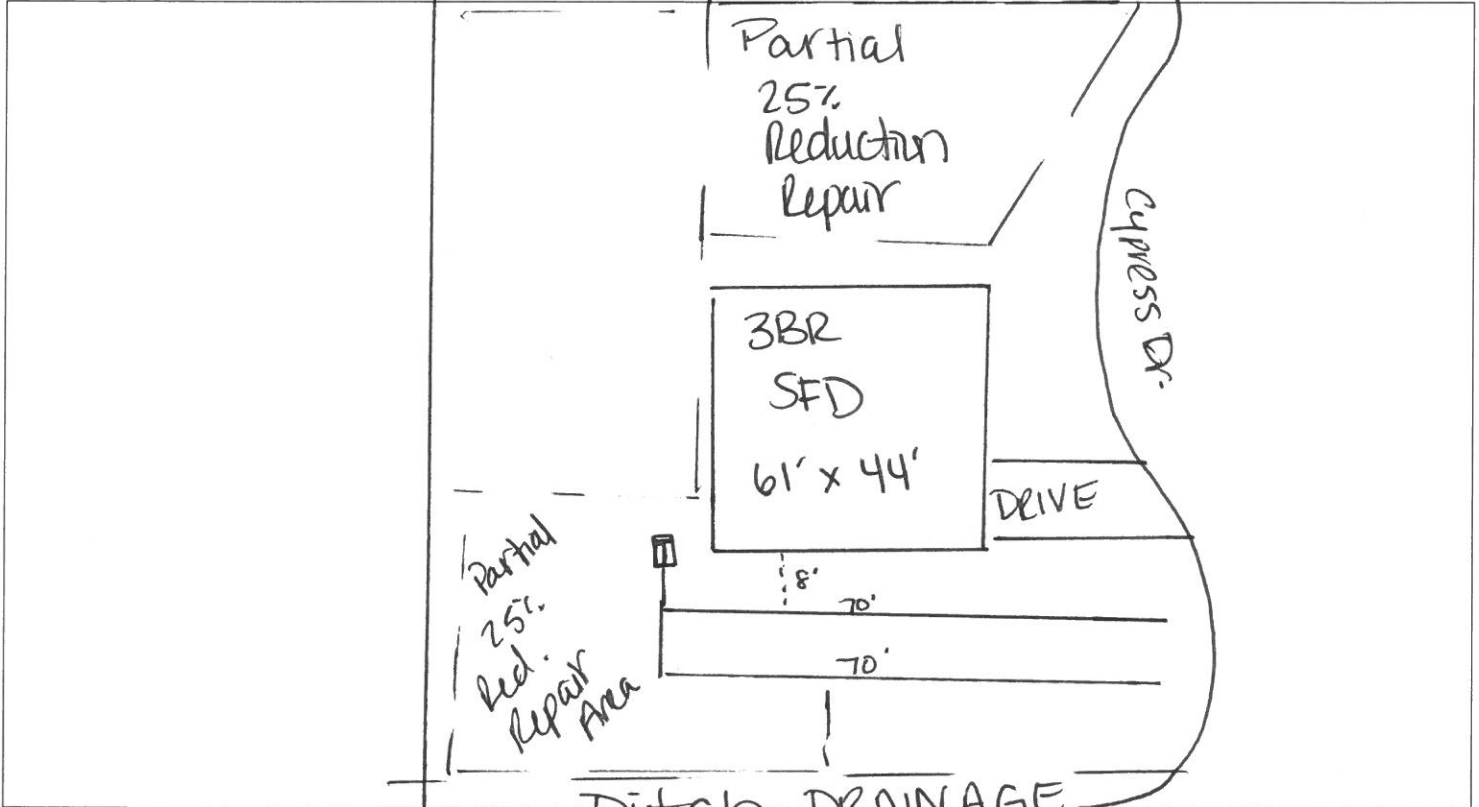 Partial
25%
Reduction
Repair
Cypress Dr.
3BR
SFD
61' x 44'
DRIVE
Partial
25%.
Red.
Repair
Area
8'
70'
70'
Ditch DRAINAGE